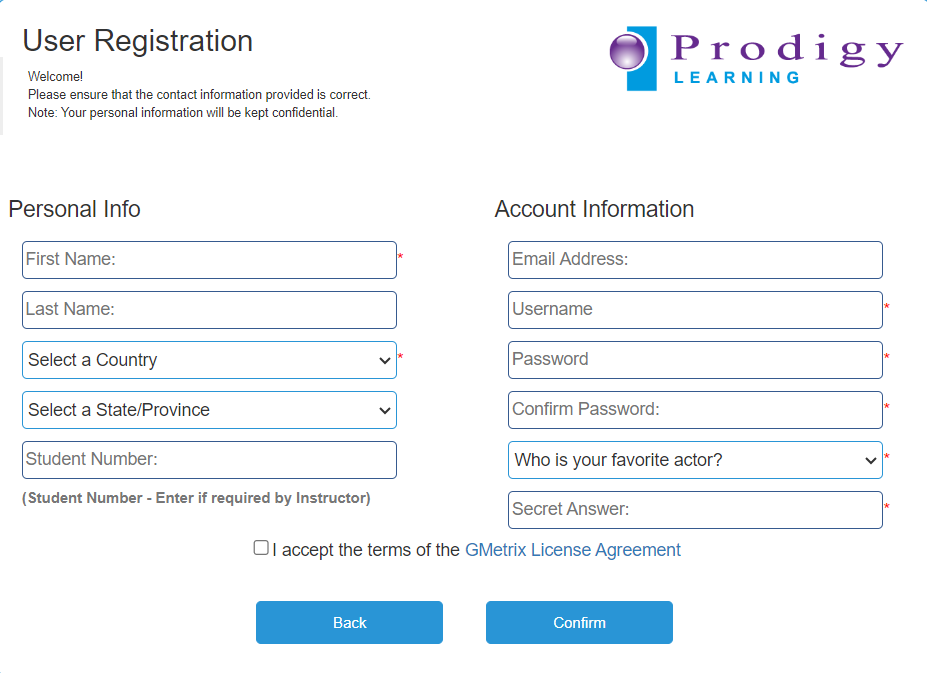 User Registration
Prodigy
LEARNING
Welcome!
Please ensure that the contact information provided is correct.
Note: Your personal information will be kept confidential.
Personal Info
First Name:
*
Last Name:
Select a Country
*
Select a State/Province
Student Number:
(Student Number - Enter if required by Instructor)
Account Information
Email Address:
Username
*
Password
*
Confirm Password:
*
Who is your favorite actor?
*
Secret Answer:
*
I accept the terms of the GMetrix License Agreement
Back
Confirm